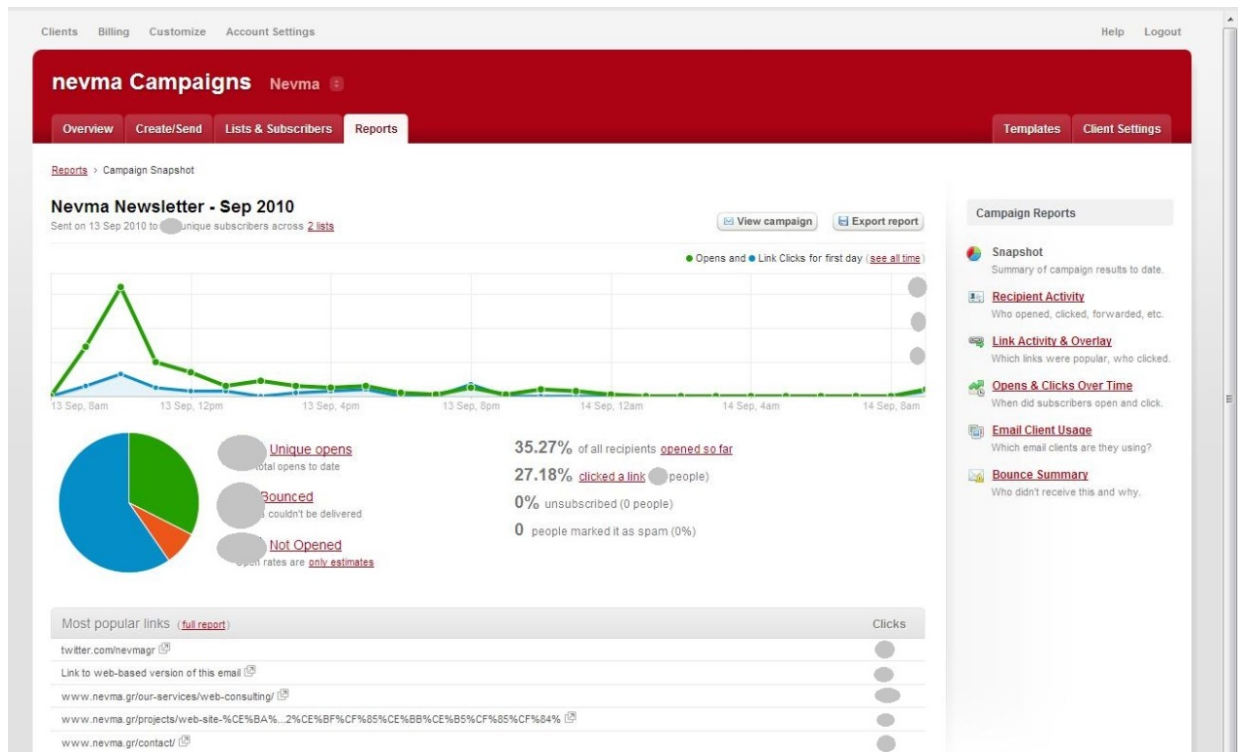 Clients Billing Customize Account Settings Help Logout
nevma Campaigns Nevma
Overview Create/Send Lists & Subscribers Reports Templates Client Settings
Reports > Campaign Snapshot
Nevma Newsletter - Sep 2010
Sent on 13 Sep 2010 to unique subscribers across 2 lists
View campaign Export report
Opens and Link Clicks for first day (see all time)
13 Sep, 8am 13 Sep, 12pm 13 Sep, 4pm 13 Sep, 8pm 14 Sep, 12am 14 Sep, 4am 14 Sep, 8am
Unique opens
total opens to date
Bounced
couldn't be delivered
Not Opened
Open rates are only estimates
35.27% of all recipients opened so far
27.18% clicked a link people)
0% unsubscribed (0 people)
0 people marked it as spam (0%)
Most popular links (full report) Clicks
twitter.com/nevmagr
Link to web-based version of this email
www.nevma.gr/our-services/web-consulting/
www.nevma.gr/projects/web-site-%CE%BA%...2%CE%BF%CF%85%CE%BB%CE%B5%CF%85%CF%84%
www.nevma.gr/contact/
Campaign Reports
Snapshot
Summary of campaign results to date.
Recipient Activity
Who opened, clicked, forwarded, etc.
Link Activity & Overlay
Which links were popular, who clicked.
Opens & Clicks Over Time
When did subscribers open and click.
Email Client Usage
Which email clients are they using?
Bounce Summary
Who didn't receive this and why.